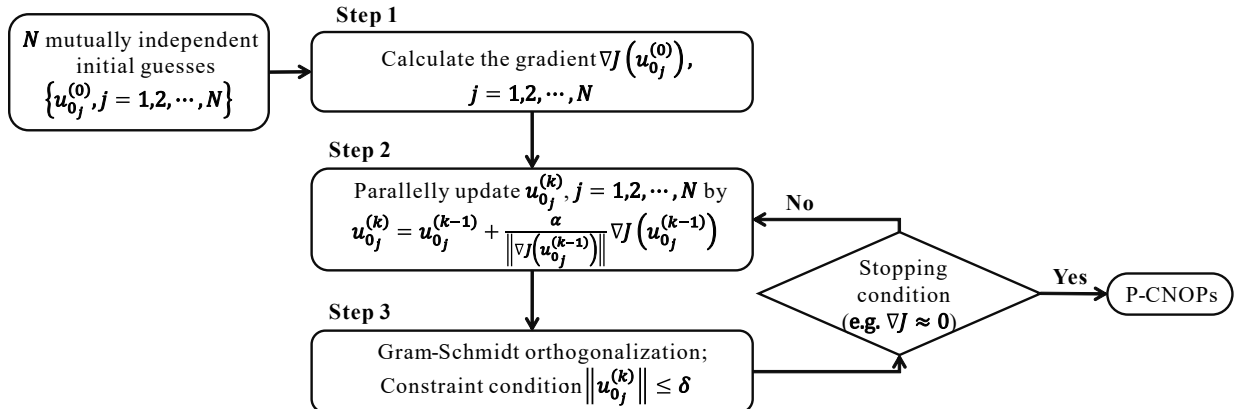 N mutually independent
initial guesses
{u_{0_j}^{(0)}, j = 1,2, ⋯, N}
Step 1
Calculate the gradient ∇J(u_{0_j}^{(0)}),
j = 1,2, ⋯, N
Step 2
Parallelly update u_{0_j}^{(k)}, j = 1,2, ⋯, N by
u_{0_j}^{(k)} = u_{0_j}^{(k-1)} + \frac{α}{‖∇J(u_{0_j}^{(k-1)})‖} ∇J(u_{0_j}^{(k-1)})
Step 3
Gram-Schmidt orthogonalization;
Constraint condition ‖u_{0_j}^{(k)}‖ ≤ δ
No
Stopping
condition
(e.g. ∇J ≈ 0)
Yes
P-CNOPs